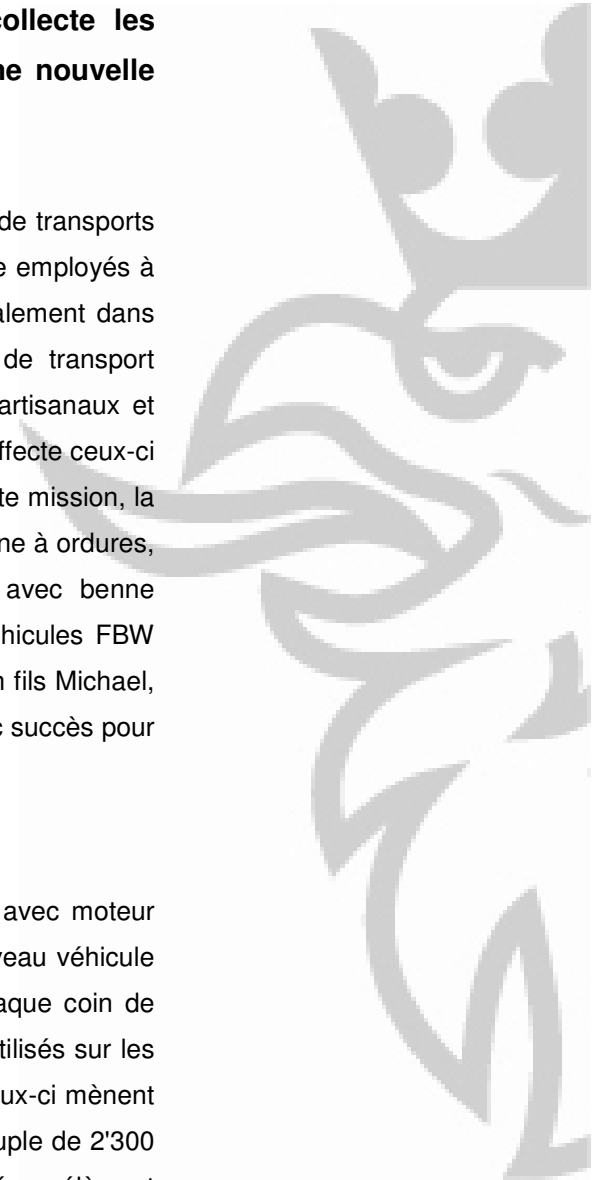 ollecte les
ne nouvelle
de transports
e employés à
alement dans
de transport
artisanaux et
ffecte ceux-ci
te mission, la
ne à ordures,
avec benne
hicules FBW
n fils Michael,
c succès pour
avec moteur
veau véhicule
aque coin de
tilisés sur les
ux-ci mènent
uple de 2'300